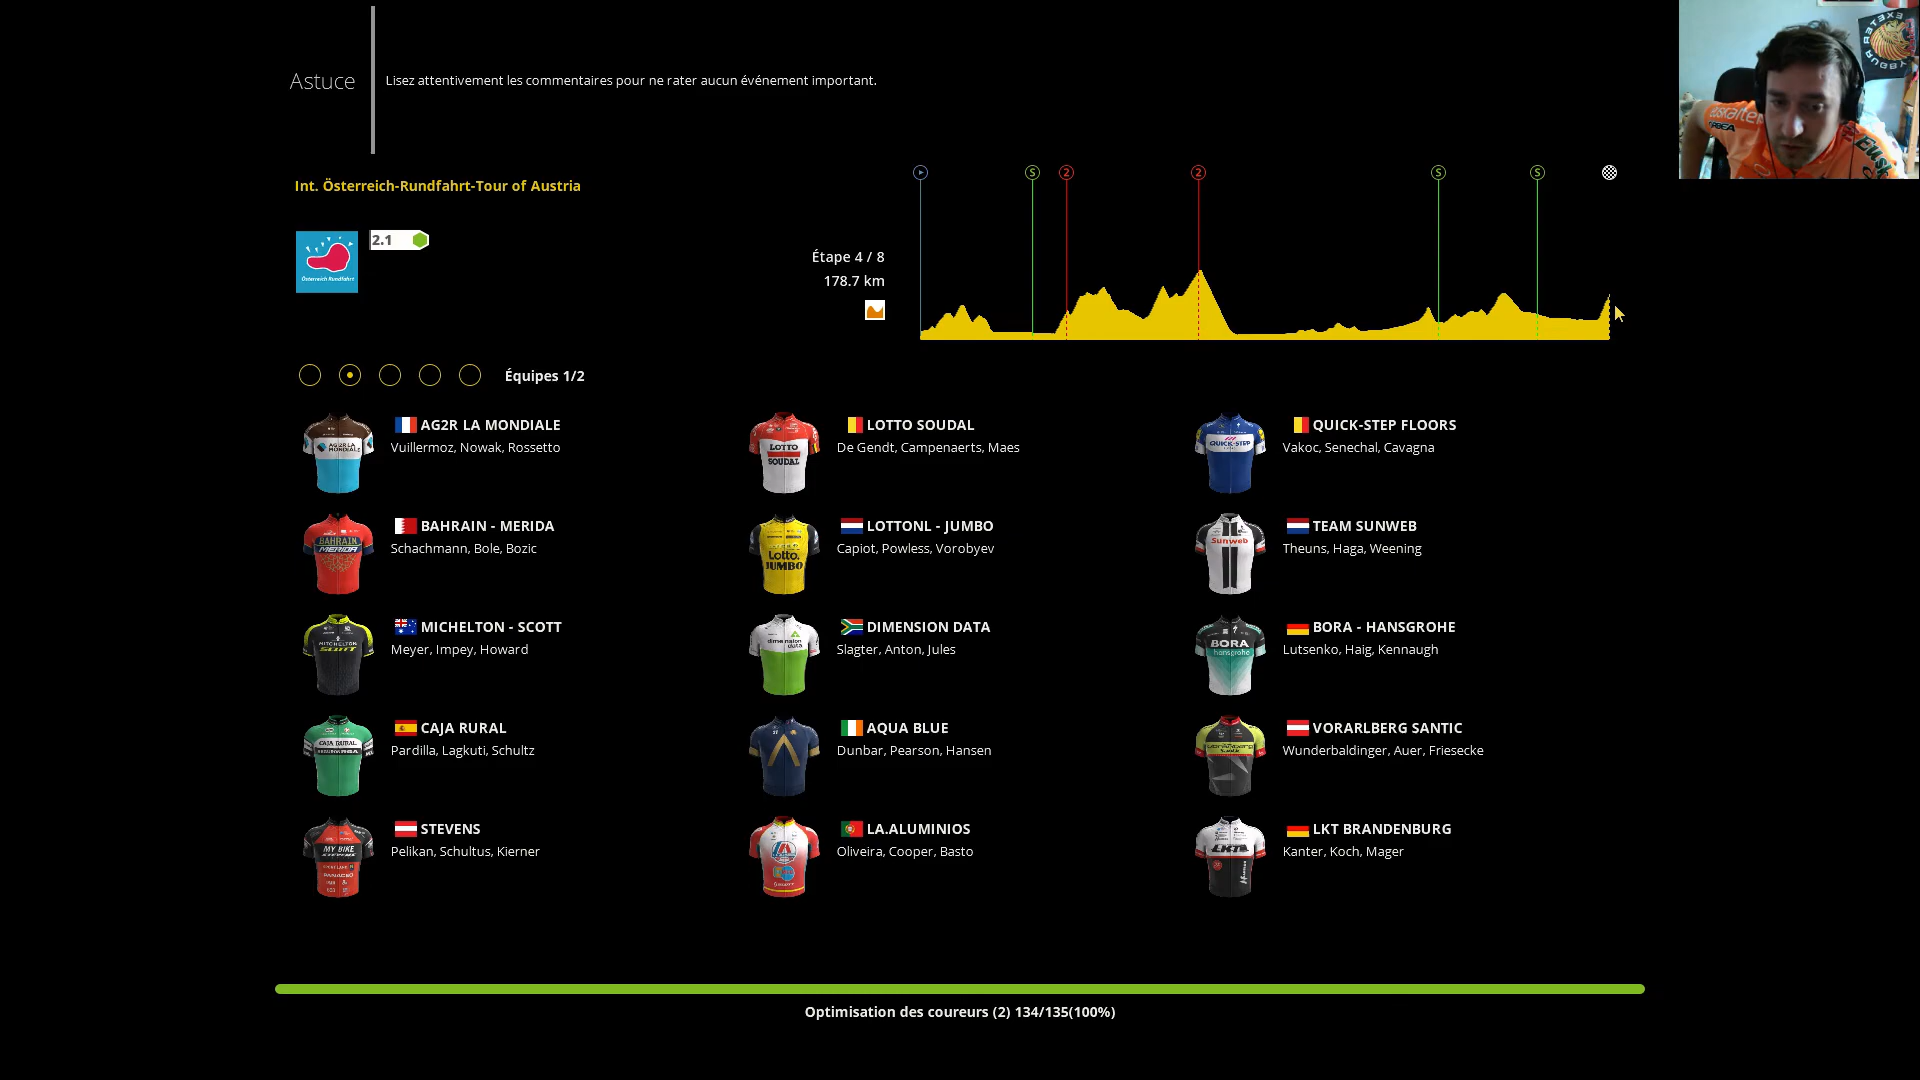 Astuce
Lisez attentivement les commentaires pour ne rater aucun événement important.
Int. Österreich-Rundfahrt-Tour of Austria
2.1
Österreich Rundfahrt
Étape 4 / 8
178.7 km
S 2 2 S S
Équipes 1/2
AG2R LA MONDIALE
Vuillermoz, Nowak, Rossetto
LOTTO SOUDAL
De Gendt, Campenaerts, Maes
QUICK-STEP FLOORS
Vakoc, Senechal, Cavagna
BAHRAIN - MERIDA
Schachmann, Bole, Bozic
LOTTONL - JUMBO
Capiot, Powless, Vorobyev
TEAM SUNWEB
Theuns, Haga, Weening
MICHELTON - SCOTT
Meyer, Impey, Howard
DIMENSION DATA
Slagter, Anton, Jules
BORA - HANSGROHE
Lutsenko, Haig, Kennaugh
CAJA RURAL
Pardilla, Lagkuti, Schultz
AQUA BLUE
Dunbar, Pearson, Hansen
VORARLBERG SANTIC
Wunderbaldinger, Auer, Friesecke
STEVENS
Pelikan, Schultus, Kierner
LA.ALUMINIOS
Oliveira, Cooper, Basto
LKT BRANDENBURG
Kanter, Koch, Mager
Optimisation des coureurs (2) 134/135(100%)